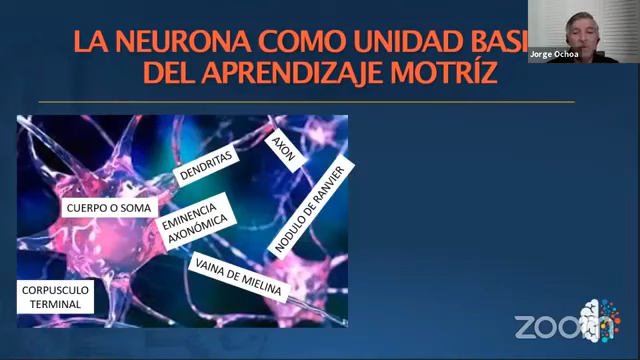 LA NEURONA COMO UNIDAD BASI
DEL APRENDIZAJE MOTRÍZ
Jorge Ochoa
DENDRITAS
AXON
CUERPO O SOMA
EMINENCIA
AXONÓMICA
NODULO DE RANVIER
VAINA DE MIELINA
CORPUSCULO
TERMINAL
zoom